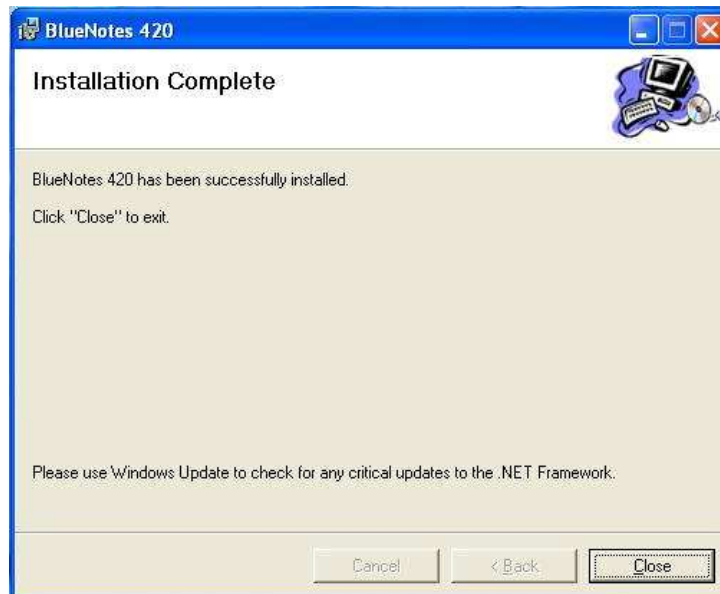 BlueNotes 420
Installation Complete
BlueNotes 420 has been successfully installed.
Click "Close" to exit.
Please use Windows Update to check for any critical updates to the .NET Framework.
Cancel
< Back
Close